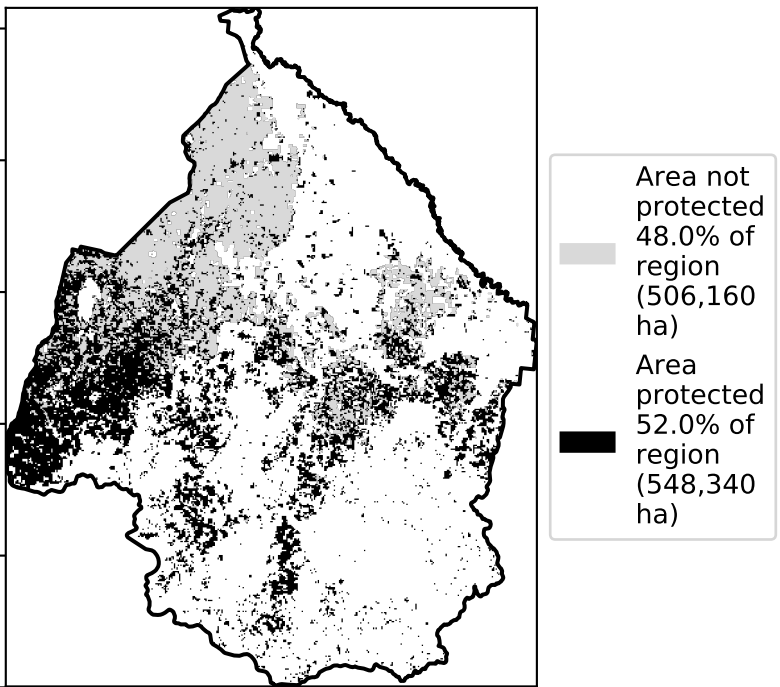 Area not
protected
48.0% of
region
(506,160
ha)
Area
protected
52.0% of
region
(548,340
ha)